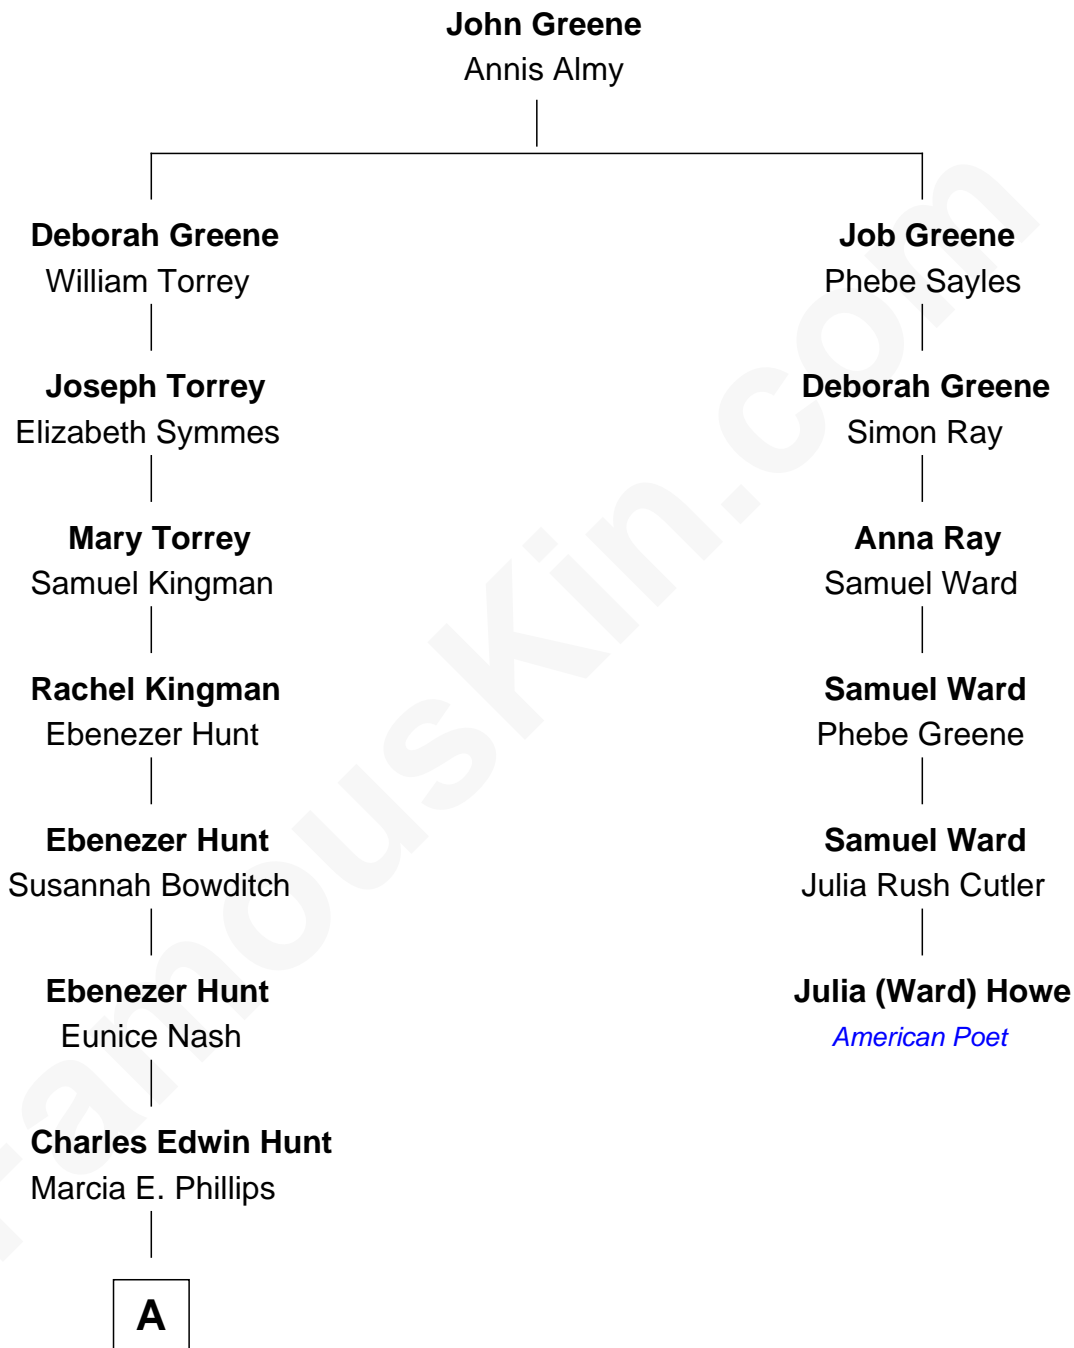 John Greene
Annis Almy
Deborah Greene
William Torrey
Job Greene
Phebe Sayles
Joseph Torrey
Elizabeth Symmes
Deborah Greene
Simon Ray
Mary Torrey
Samuel Kingman
Anna Ray
Samuel Ward
Rachel Kingman
Ebenezer Hunt
Samuel Ward
Phebe Greene
Ebenezer Hunt
Susannah Bowditch
Samuel Ward
Julia Rush Cutler
Ebenezer Hunt
Eunice Nash
Julia (Ward) Howe
American Poet
Charles Edwin Hunt
Marcia E. Phillips
A
FamousKin.com